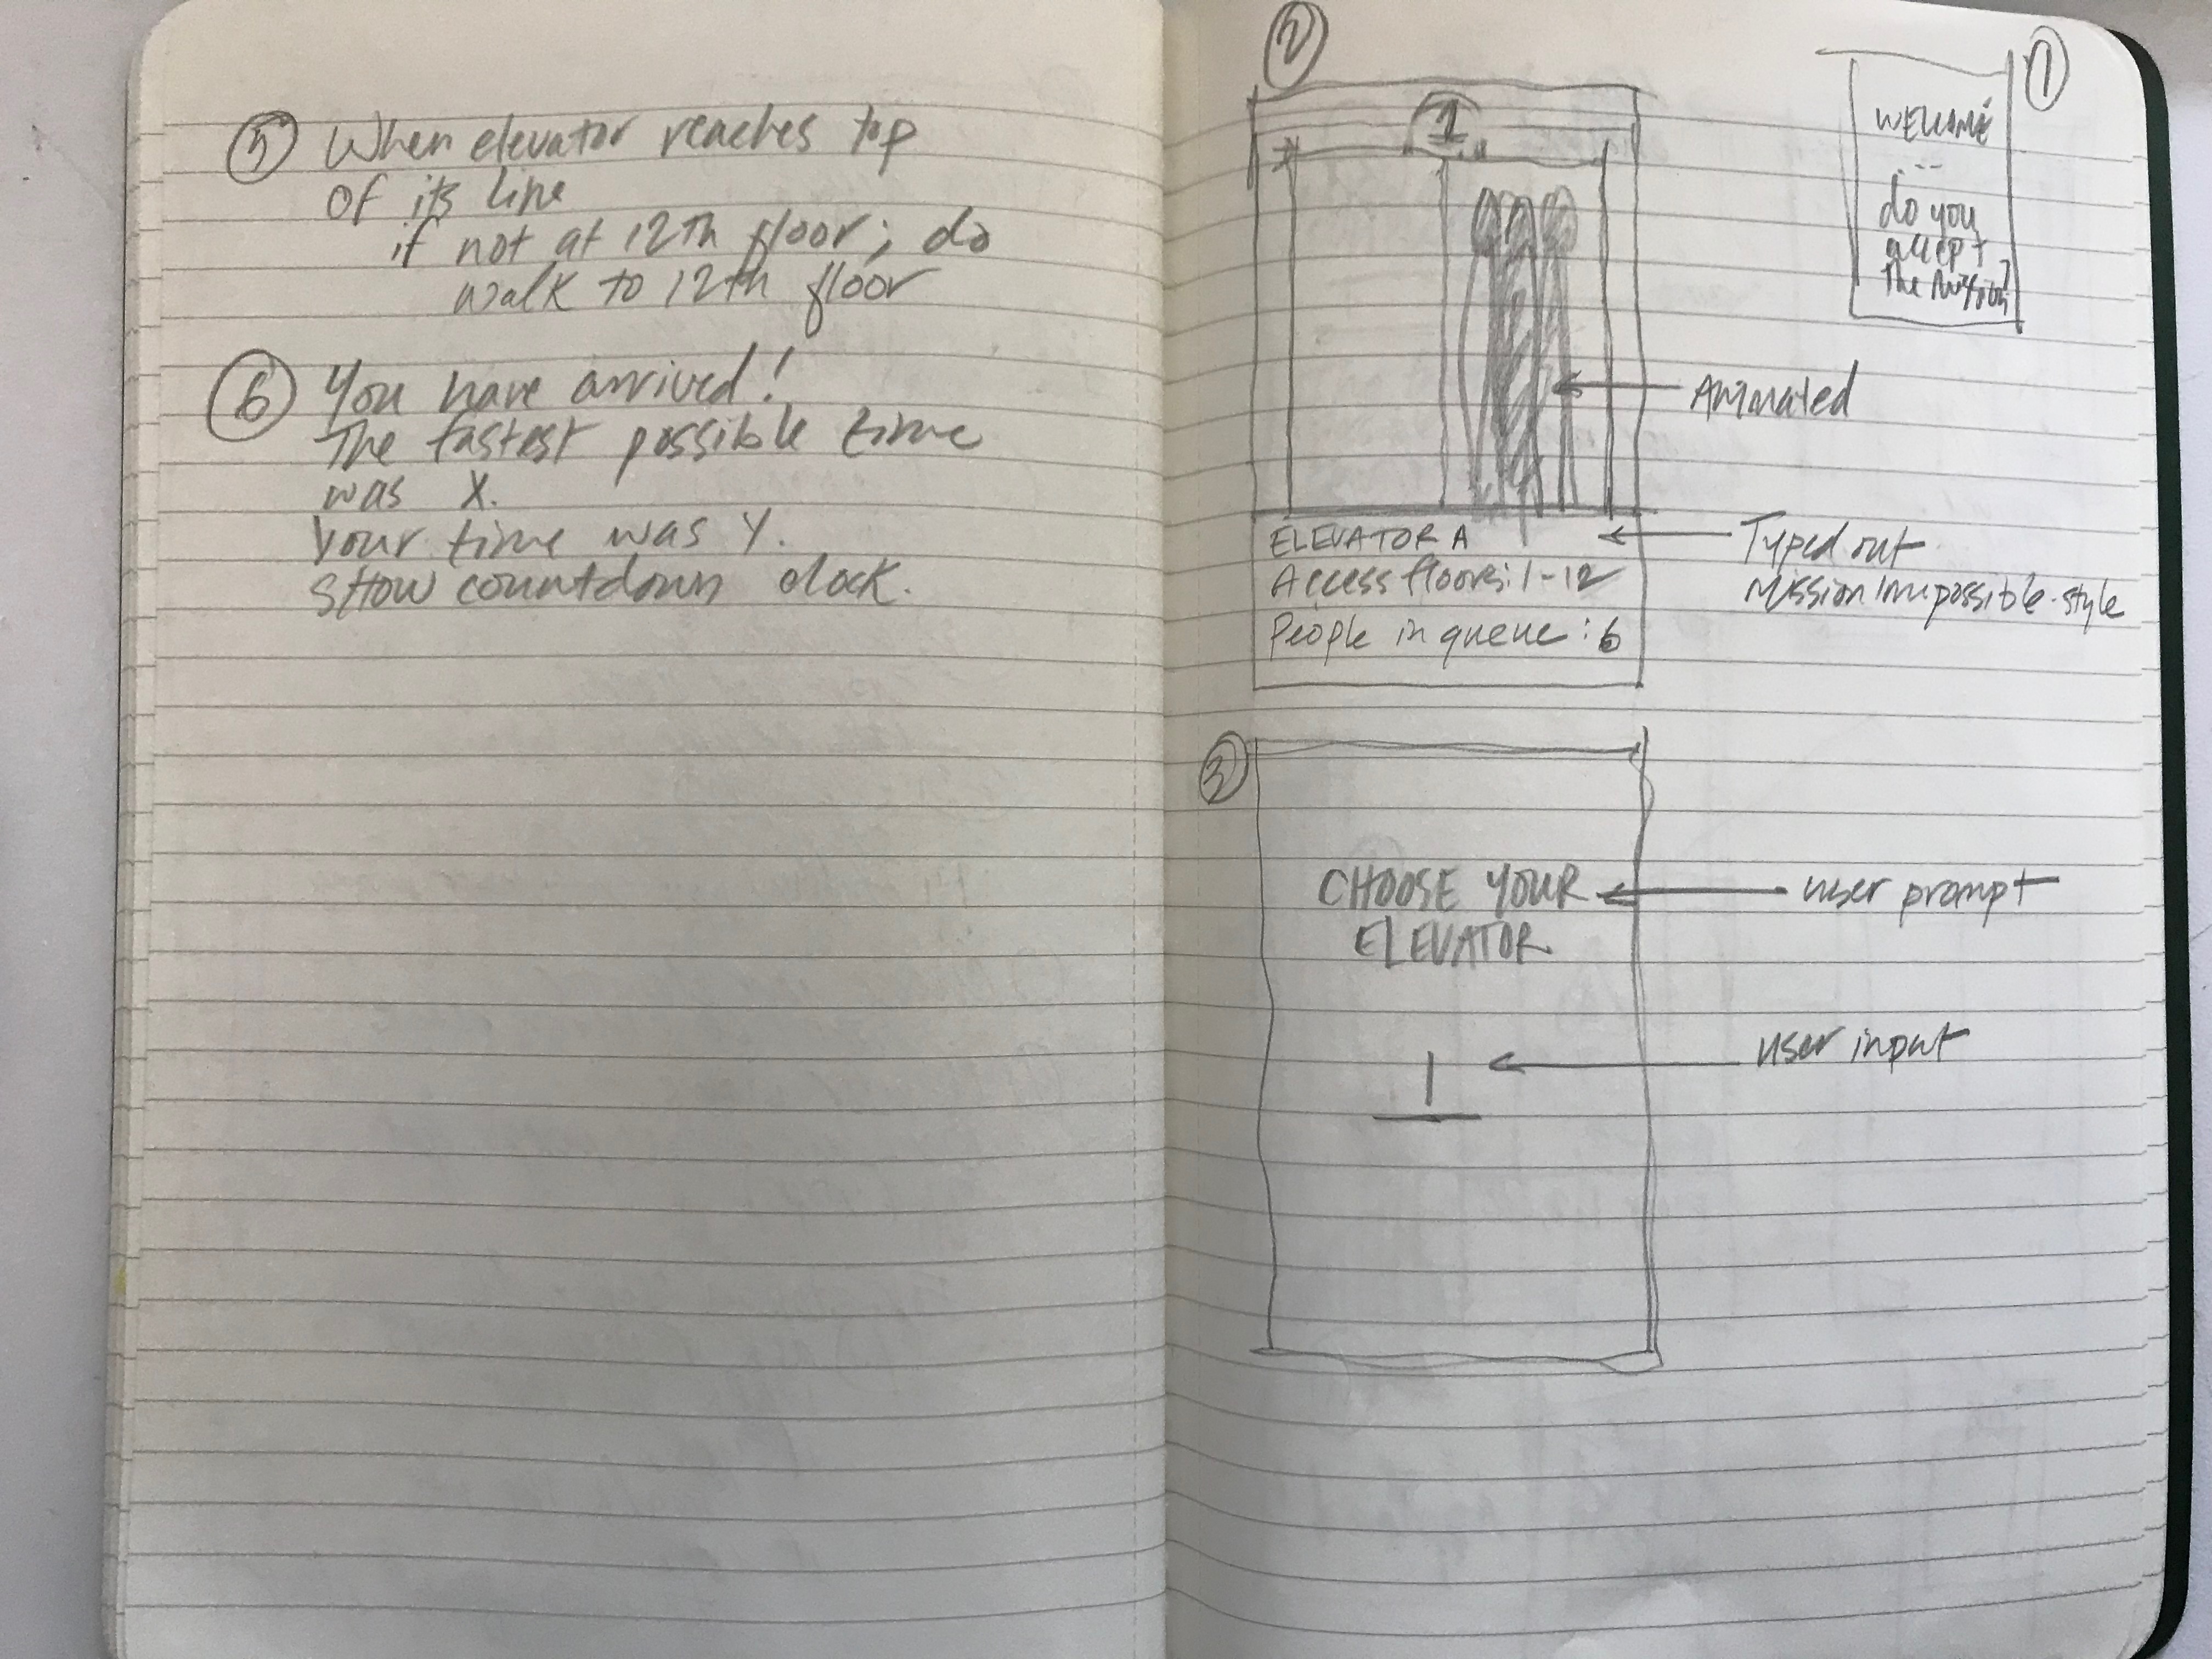 5 When elevator reaches top
of its line
if not at 12th floor; do
walk to 12th floor
6 You have arrived!
The fastest possible time
was X.
Your time was Y.
SHOW countdown clock.
2
1
ELEVATOR A
Access floors: 1-12
People in queue: 6
Animated
Typed out
Mission Impossible-style
1
WELCOME
...
do you
accept
the Mission?
3
CHOOSE YOUR
ELEVATOR
user prompt
1
user input